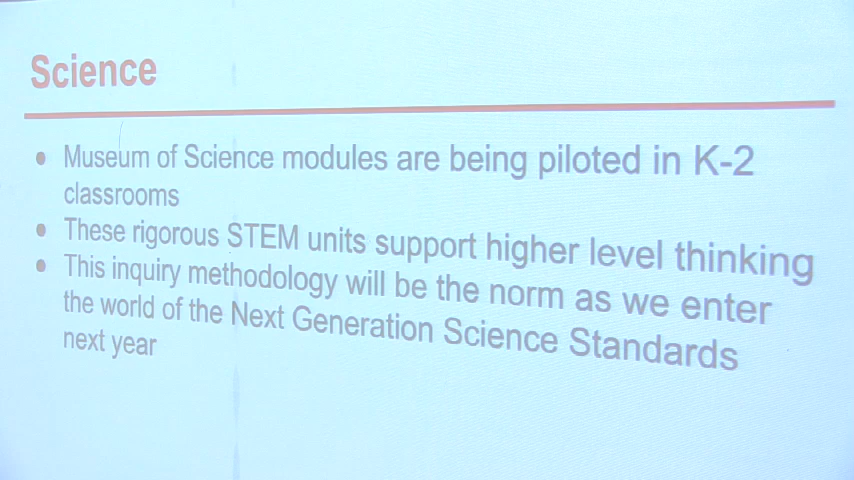 Science
• Museum of Science modules are being piloted in K-2
classrooms
• These rigorous STEM units support higher level thinking
• This inquiry methodology will be the norm as we enter
the world of the Next Generation Science Standards
next year